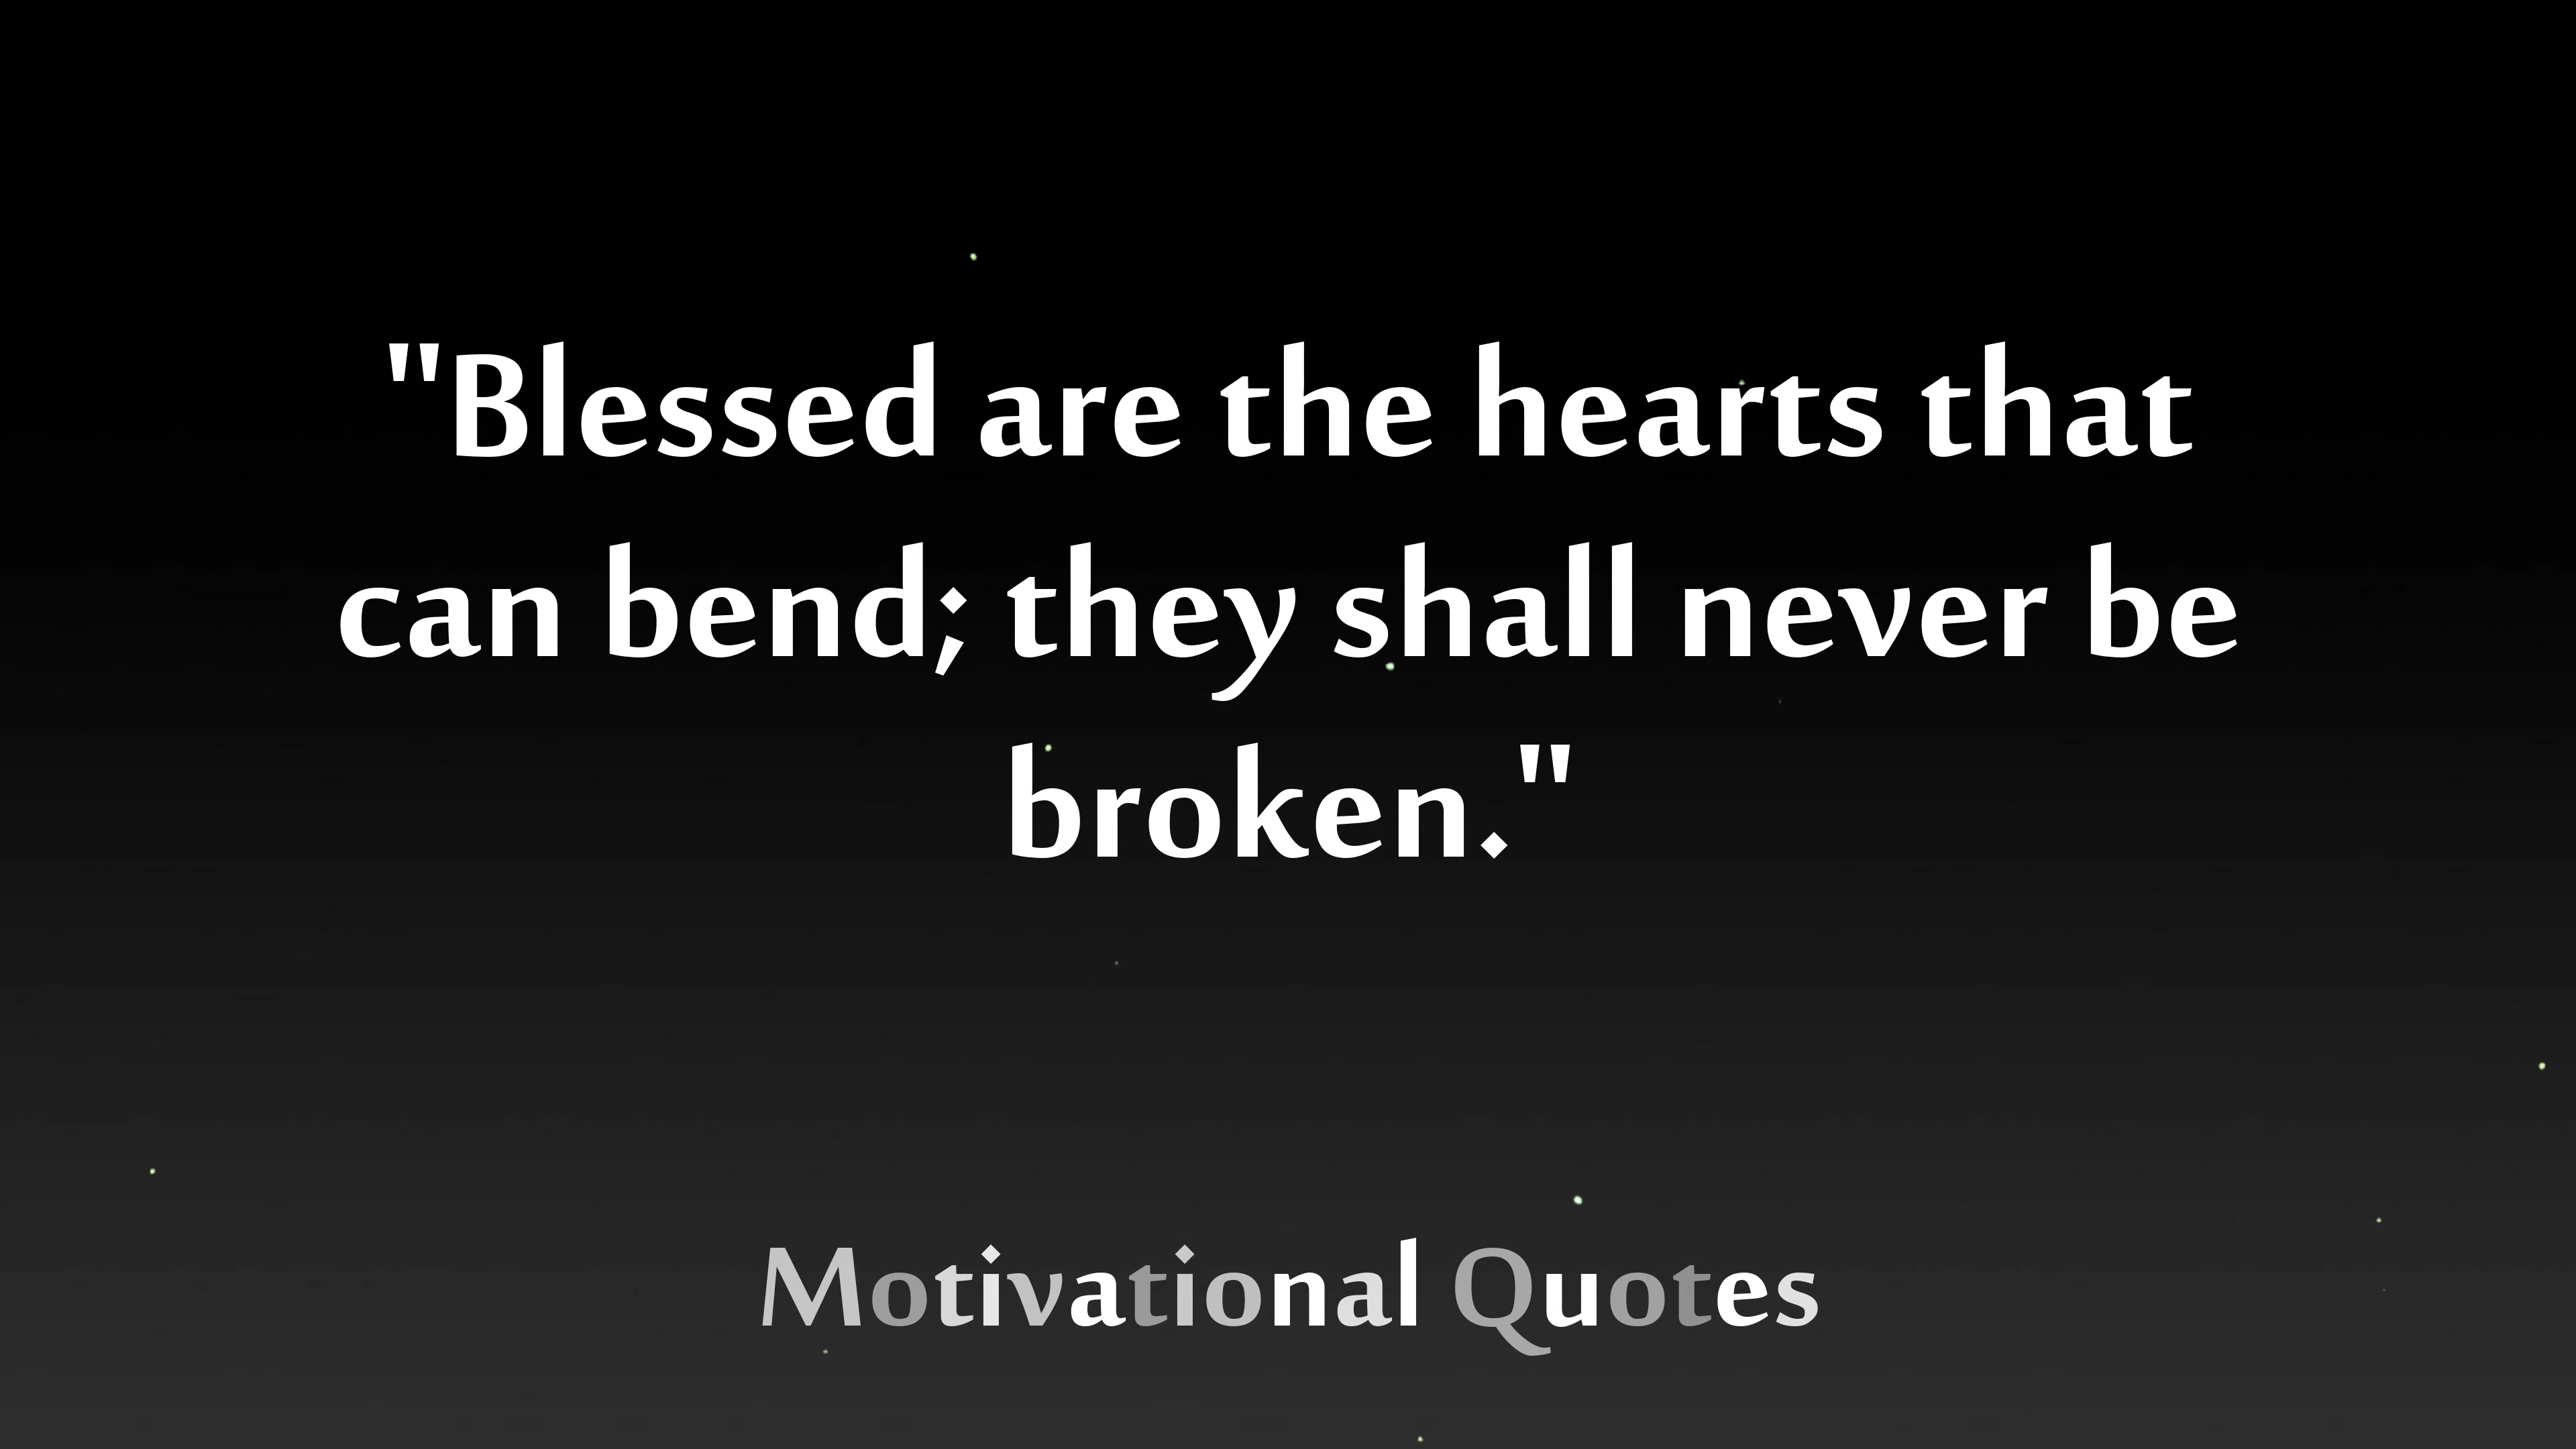 "Blessed are the hearts that
can bend; they shall never be
broken."
Motivational Quotes